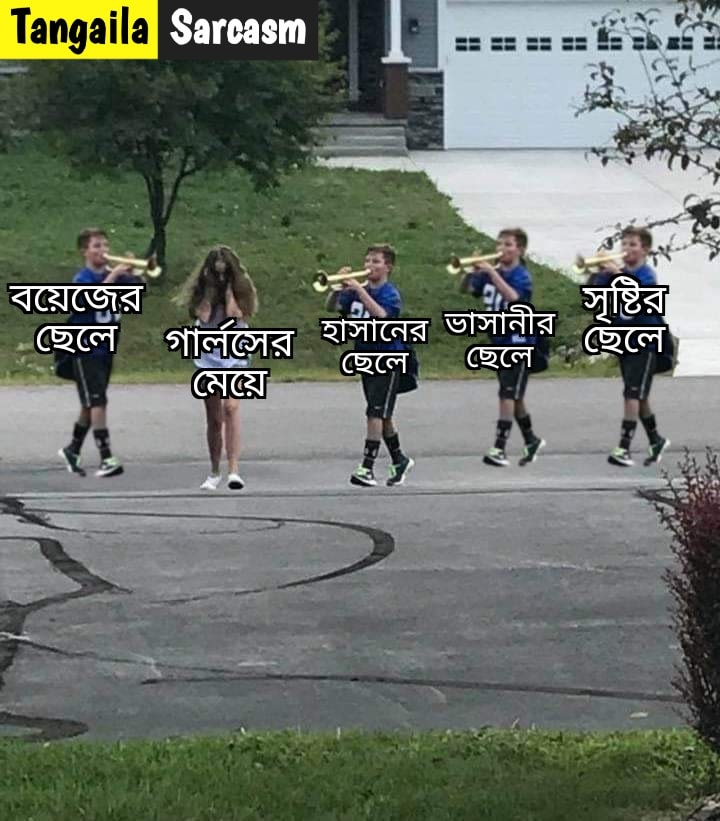 Tangaila Sarcasm
বয়েজের
ছেলে
গার্লসের
মেয়ে
হাসানের
ছেলে
ভাসানীর
ছেলে
সৃষ্টির
ছেলে